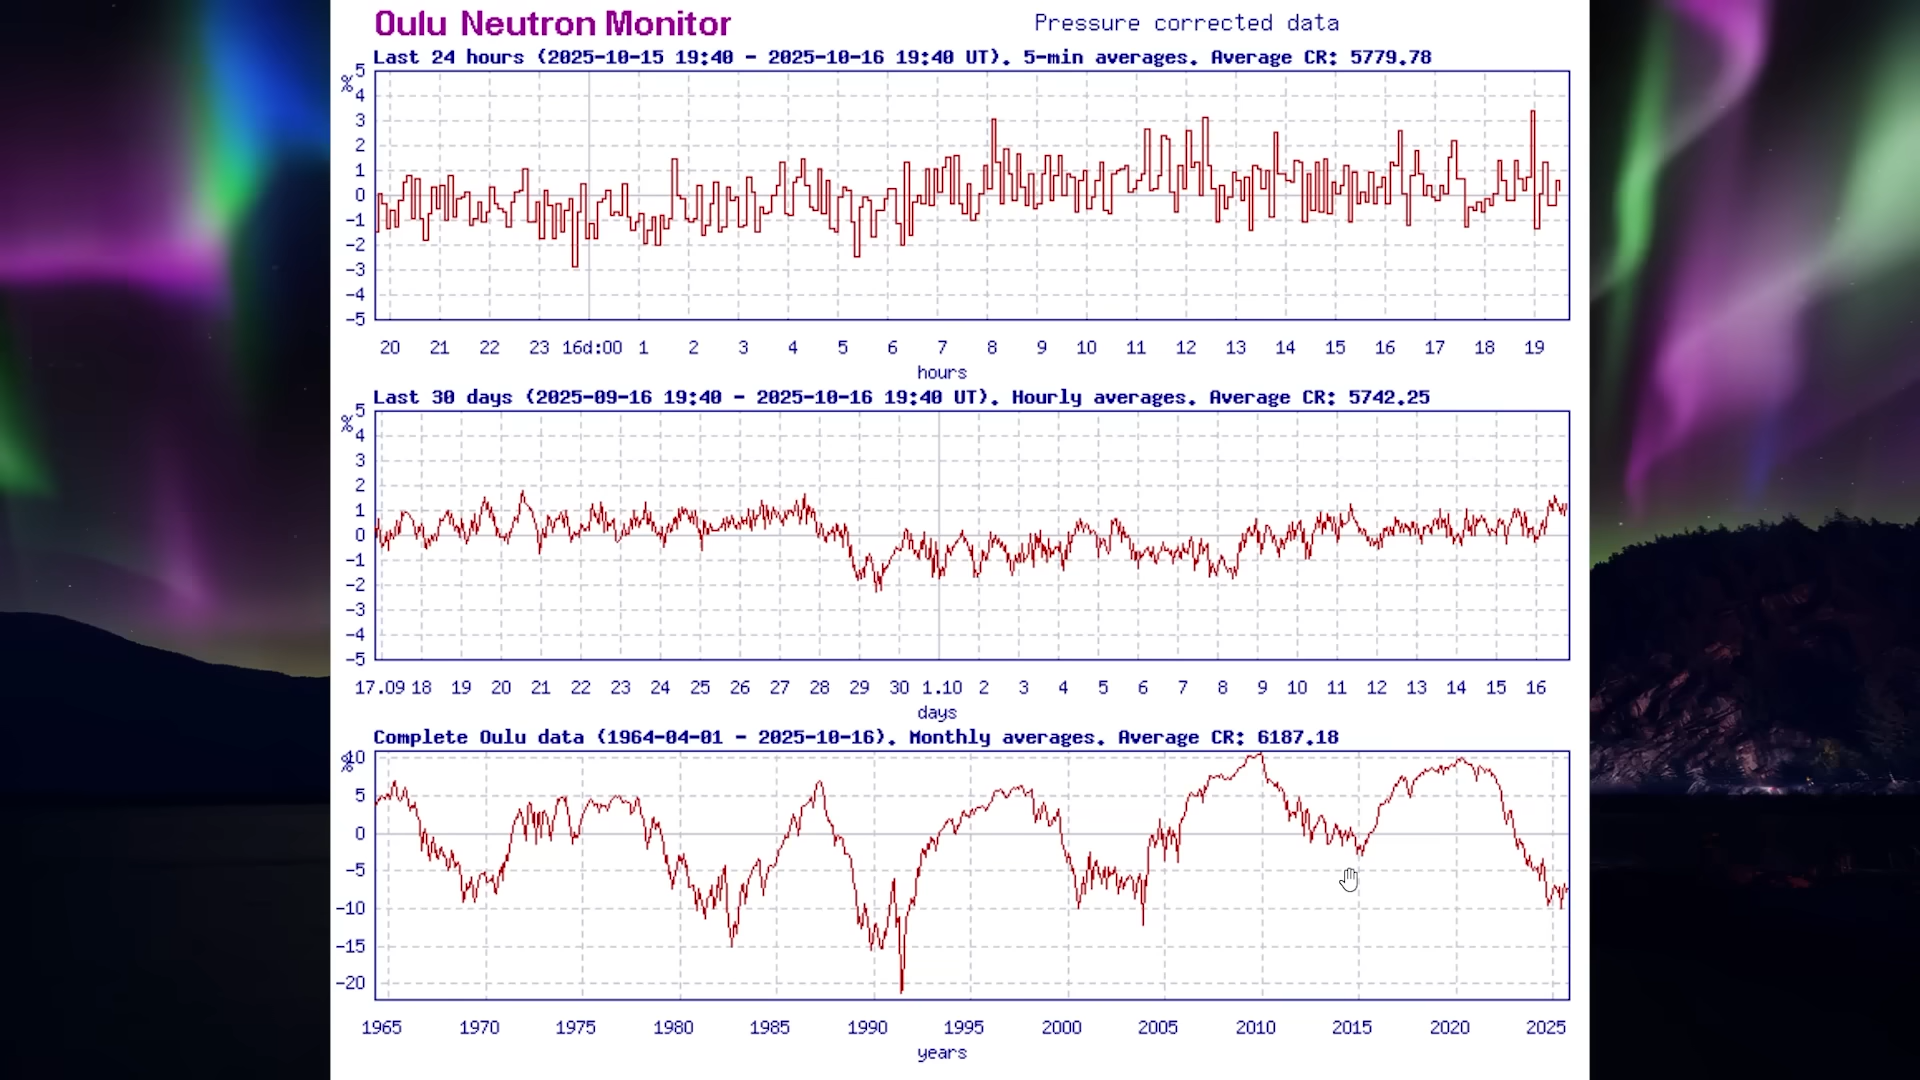 Oulu Neutron Monitor
Pressure corrected data
Last 24 hours (2025-10-15 19:40 - 2025-10-16 19:40 UT). 5-min averages. Average CR: 5779.78
%
5
4
3
2
1
0
-1
-2
-3
-4
-5
20 21 22 23 16d:00 1 2 3 4 5 6 7 8 9 10 11 12 13 14 15 16 17 18 19
hours
Last 30 days (2025-09-16 19:40 - 2025-10-16 19:40 UT). Hourly averages. Average CR: 5742.25
%
5
4
3
2
1
0
-1
-2
-3
-4
-5
17.09 18 19 20 21 22 23 24 25 26 27 28 29 30 1.10 2 3 4 5 6 7 8 9 10 11 12 13 14 15 16
days
Complete Oulu data (1964-04-01 - 2025-10-16). Monthly averages. Average CR: 6187.18
%
10
5
0
-5
-10
-15
-20
1965 1970 1975 1980 1985 1990 1995 2000 2005 2010 2015 2020 2025
years